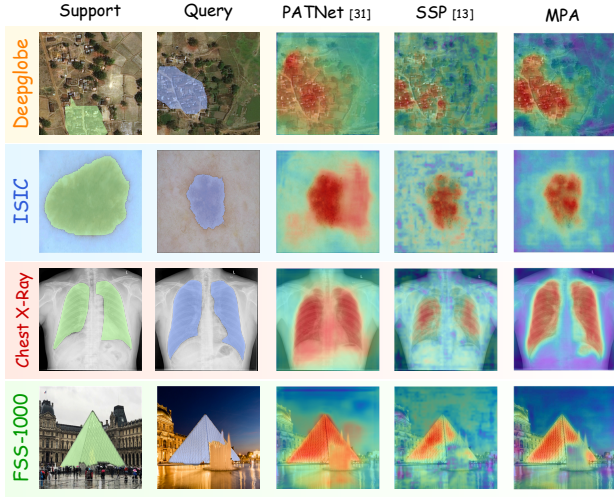 Support Query PATNet [31] SSP [13] MPA
Deepglobe
ISIC
Chest X-Ray
FSS-1000